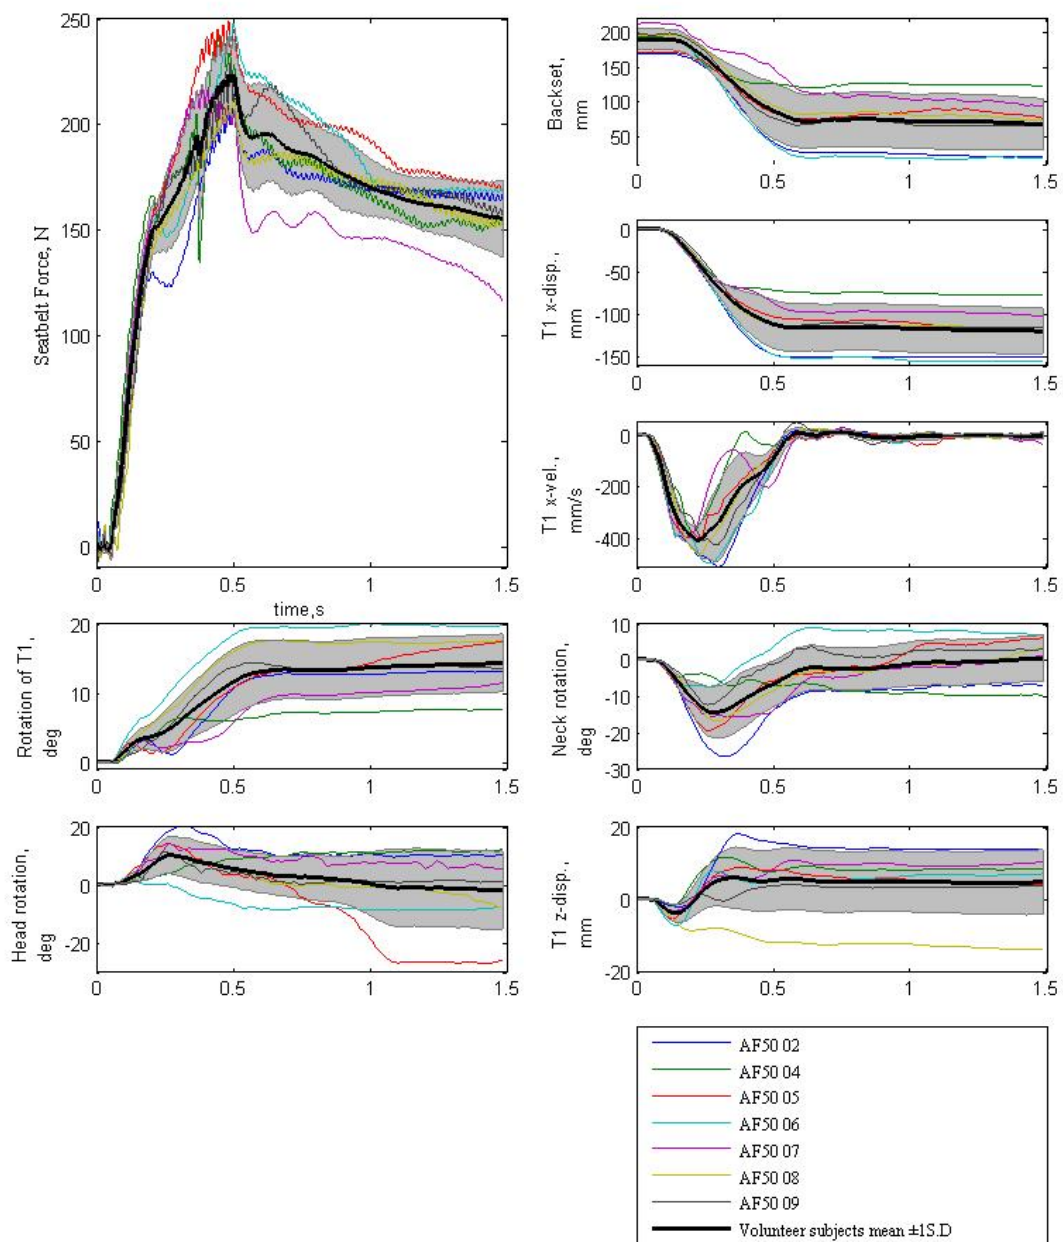 250
200
150
100
50
0
Seatbelt Force, N
0 0.5 1 1.5
time,s
200
150
100
50
Backset,
mm
0 0.5 1 1.5
0
-50
-100
-150
T1 x-disp.,
mm
0 0.5 1 1.5
0
-200
-400
T1 x-vel.,
mm/s
0 0.5 1 1.5
20
10
0
Rotation of T1,
deg
0 0.5 1 1.5
10
0
-10
-20
-30
Neck rotation,
deg
0 0.5 1 1.5
20
0
-20
Head rotation,
deg
0 0.5 1 1.5
20
0
-20
T1 z-disp.,
mm
0 0.5 1 1.5
AF50 02
AF50 04
AF50 05
AF50 06
AF50 07
AF50 08
AF50 09
Volunteer subjects mean ±1S.D